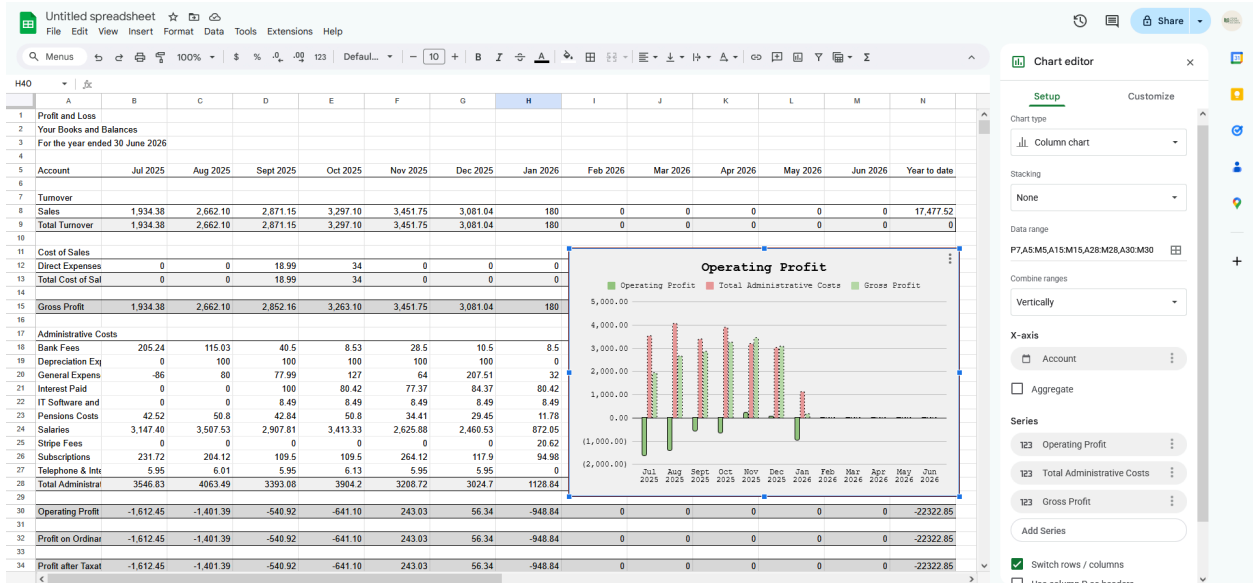 Untitled spreadsheet
File Edit View Insert Format Data Tools Extensions Help
Share
Menus 100% $ % .0 .00 123 Defaul... − 10 + B I A
H40 fx
A B C D E F G H I J K L M N
1 Profit and Loss
2 Your Books and Balances
3 For the year ended 30 June 2026
4
5 Account Jul 2025 Aug 2025 Sept 2025 Oct 2025 Nov 2025 Dec 2025 Jan 2026 Feb 2026 Mar 2026 Apr 2026 May 2026 Jun 2026 Year to date
6
7 Turnover
8 Sales 1,934.38 2,662.10 2,871.15 3,297.10 3,451.75 3,081.04 180 0 0 0 0 0 17,477.52
9 Total Turnover 1,934.38 2,662.10 2,871.15 3,297.10 3,451.75 3,081.04 180 0 0 0 0 0 0
10
11 Cost of Sales
12 Direct Expenses 0 0 18.99 34 0 0 0
13 Total Cost of Sal 0 0 18.99 34 0 0 0
14
15 Gross Profit 1,934.38 2,662.10 2,852.16 3,263.10 3,451.75 3,081.04 180
16
17 Administrative Costs
18 Bank Fees 205.24 115.03 40.5 8.53 28.5 10.5 8.5
19 Depreciation Exp 0 100 100 100 100 100 0
20 General Expens -86 80 77.99 127 64 207.51 32
21 Interest Paid 0 0 100 80.42 77.37 84.37 80.42
22 IT Software and 0 0 8.49 8.49 8.49 8.49 8.49
23 Pensions Costs 42.52 50.8 42.84 50.8 34.41 29.45 11.78
24 Salaries 3,147.40 3,507.53 2,907.81 3,413.33 2,625.88 2,460.53 872.05
25 Stripe Fees 0 0 0 0 0 0 20.62
26 Subscriptions 231.72 204.12 109.5 109.5 264.12 117.9 94.98
27 Telephone & Inte 5.95 6.01 5.95 6.13 5.95 5.95 0
28 Total Administrat 3546.83 4063.49 3393.08 3904.2 3208.72 3024.7 1128.84
29
30 Operating Profit -1,612.45 -1,401.39 -540.92 -641.10 243.03 56.34 -948.84 0 0 0 0 0 -22322.85
31
32 Profit on Ordinar -1,612.45 -1,401.39 -540.92 -641.10 243.03 56.34 -948.84 0 0 0 0 0 -22322.85
33
34 Profit after Taxat -1,612.45 -1,401.39 -540.92 -641.10 243.03 56.34 -948.84 0 0 0 0 0 -22322.85
Operating Profit
Operating Profit Total Administrative Costs Gross Profit
5,000.00
4,000.00
3,000.00
2,000.00
1,000.00
0.00
(1,000.00)
(2,000.00)
Jul Aug Sept Oct Nov Dec Jan Feb Mar Apr May Jun
2025 2025 2025 2025 2025 2025 2026 2026 2026 2026 2026 2026
Chart editor
Setup Customize
Chart type
Column chart
Stacking
None
Data range
P7,A5:M5,A15:M15,A28:M28,A30:M30
Combine ranges
Vertically
X-axis
Account
Aggregate
Series
123 Operating Profit
123 Total Administrative Costs
123 Gross Profit
Add Series
Switch rows / columns